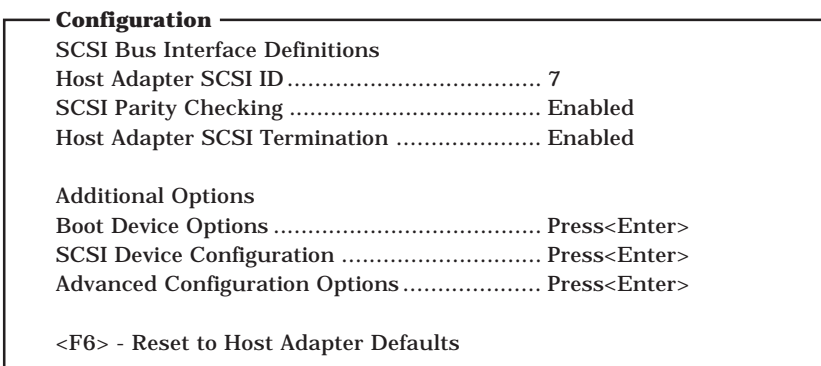 Configuration
SCSI Bus Interface Definitions
Host Adapter SCSI ID.................................... 7
SCSI Parity Checking ................................... Enabled
Host Adapter SCSI Termination ..................... Enabled
Additional Options
Boot Device Options ...................................... Press<Enter>
SCSI Device Configuration ............................. Press<Enter>
Advanced Configuration Options.................... Press<Enter>
<F6> - Reset to Host Adapter Defaults